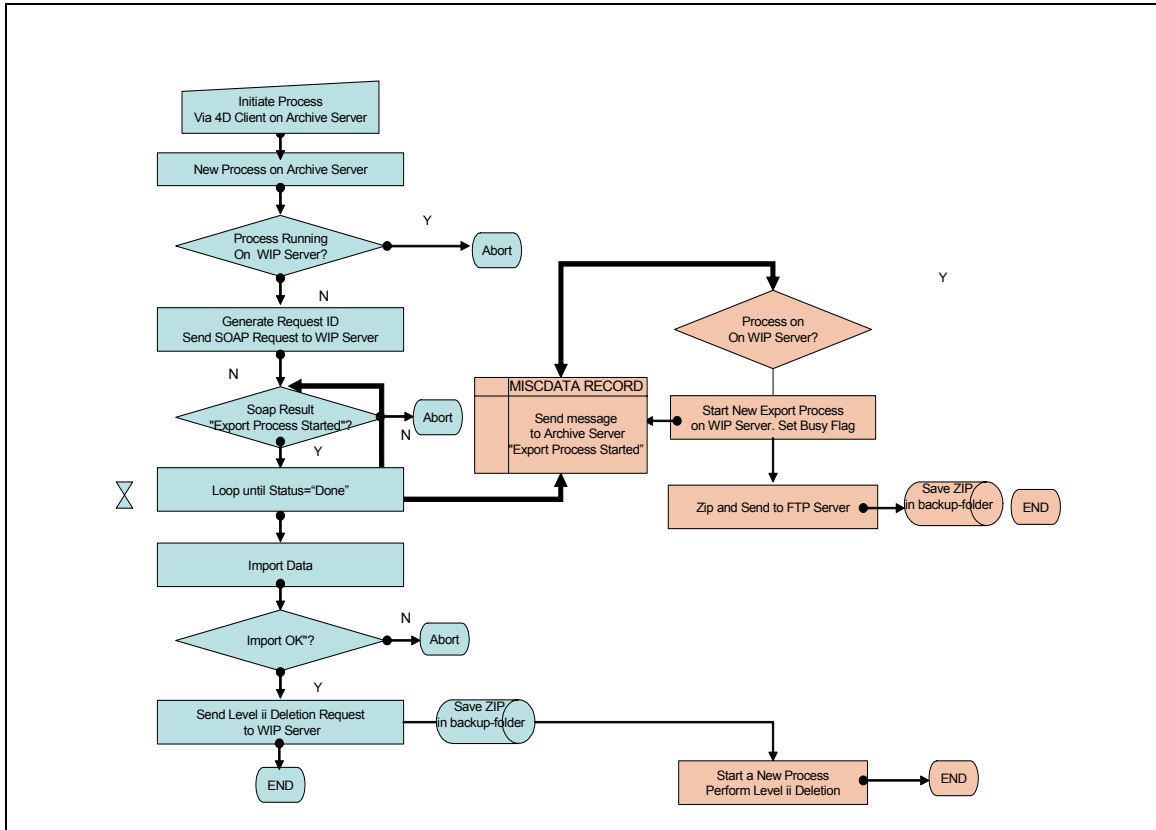 Initiate Process
Via 4D Client on Archive Server
New Process on Archive Server
Y
Process Running
On WIP Server?
Abort
N
Generate Request ID
Send SOAP Request to WIP Server
N
Soap Result
"Export Process Started"?
Abort
N
Y
Loop until Status="Done"
Import Data
N
Import OK"?
Abort
Y
Send Level ii Deletion Request
to WIP Server
Save ZIP
in backup-folder
END
Y
Process on
On WIP Server?
MISCDATA RECORD
Send message
to Archive Server
"Export Process Started"
Start New Export Process
on WIP Server. Set Busy Flag
Zip and Send to FTP Server
Save ZIP
in backup-folder
END
Start a New Process
Perform Level ii Deletion
END